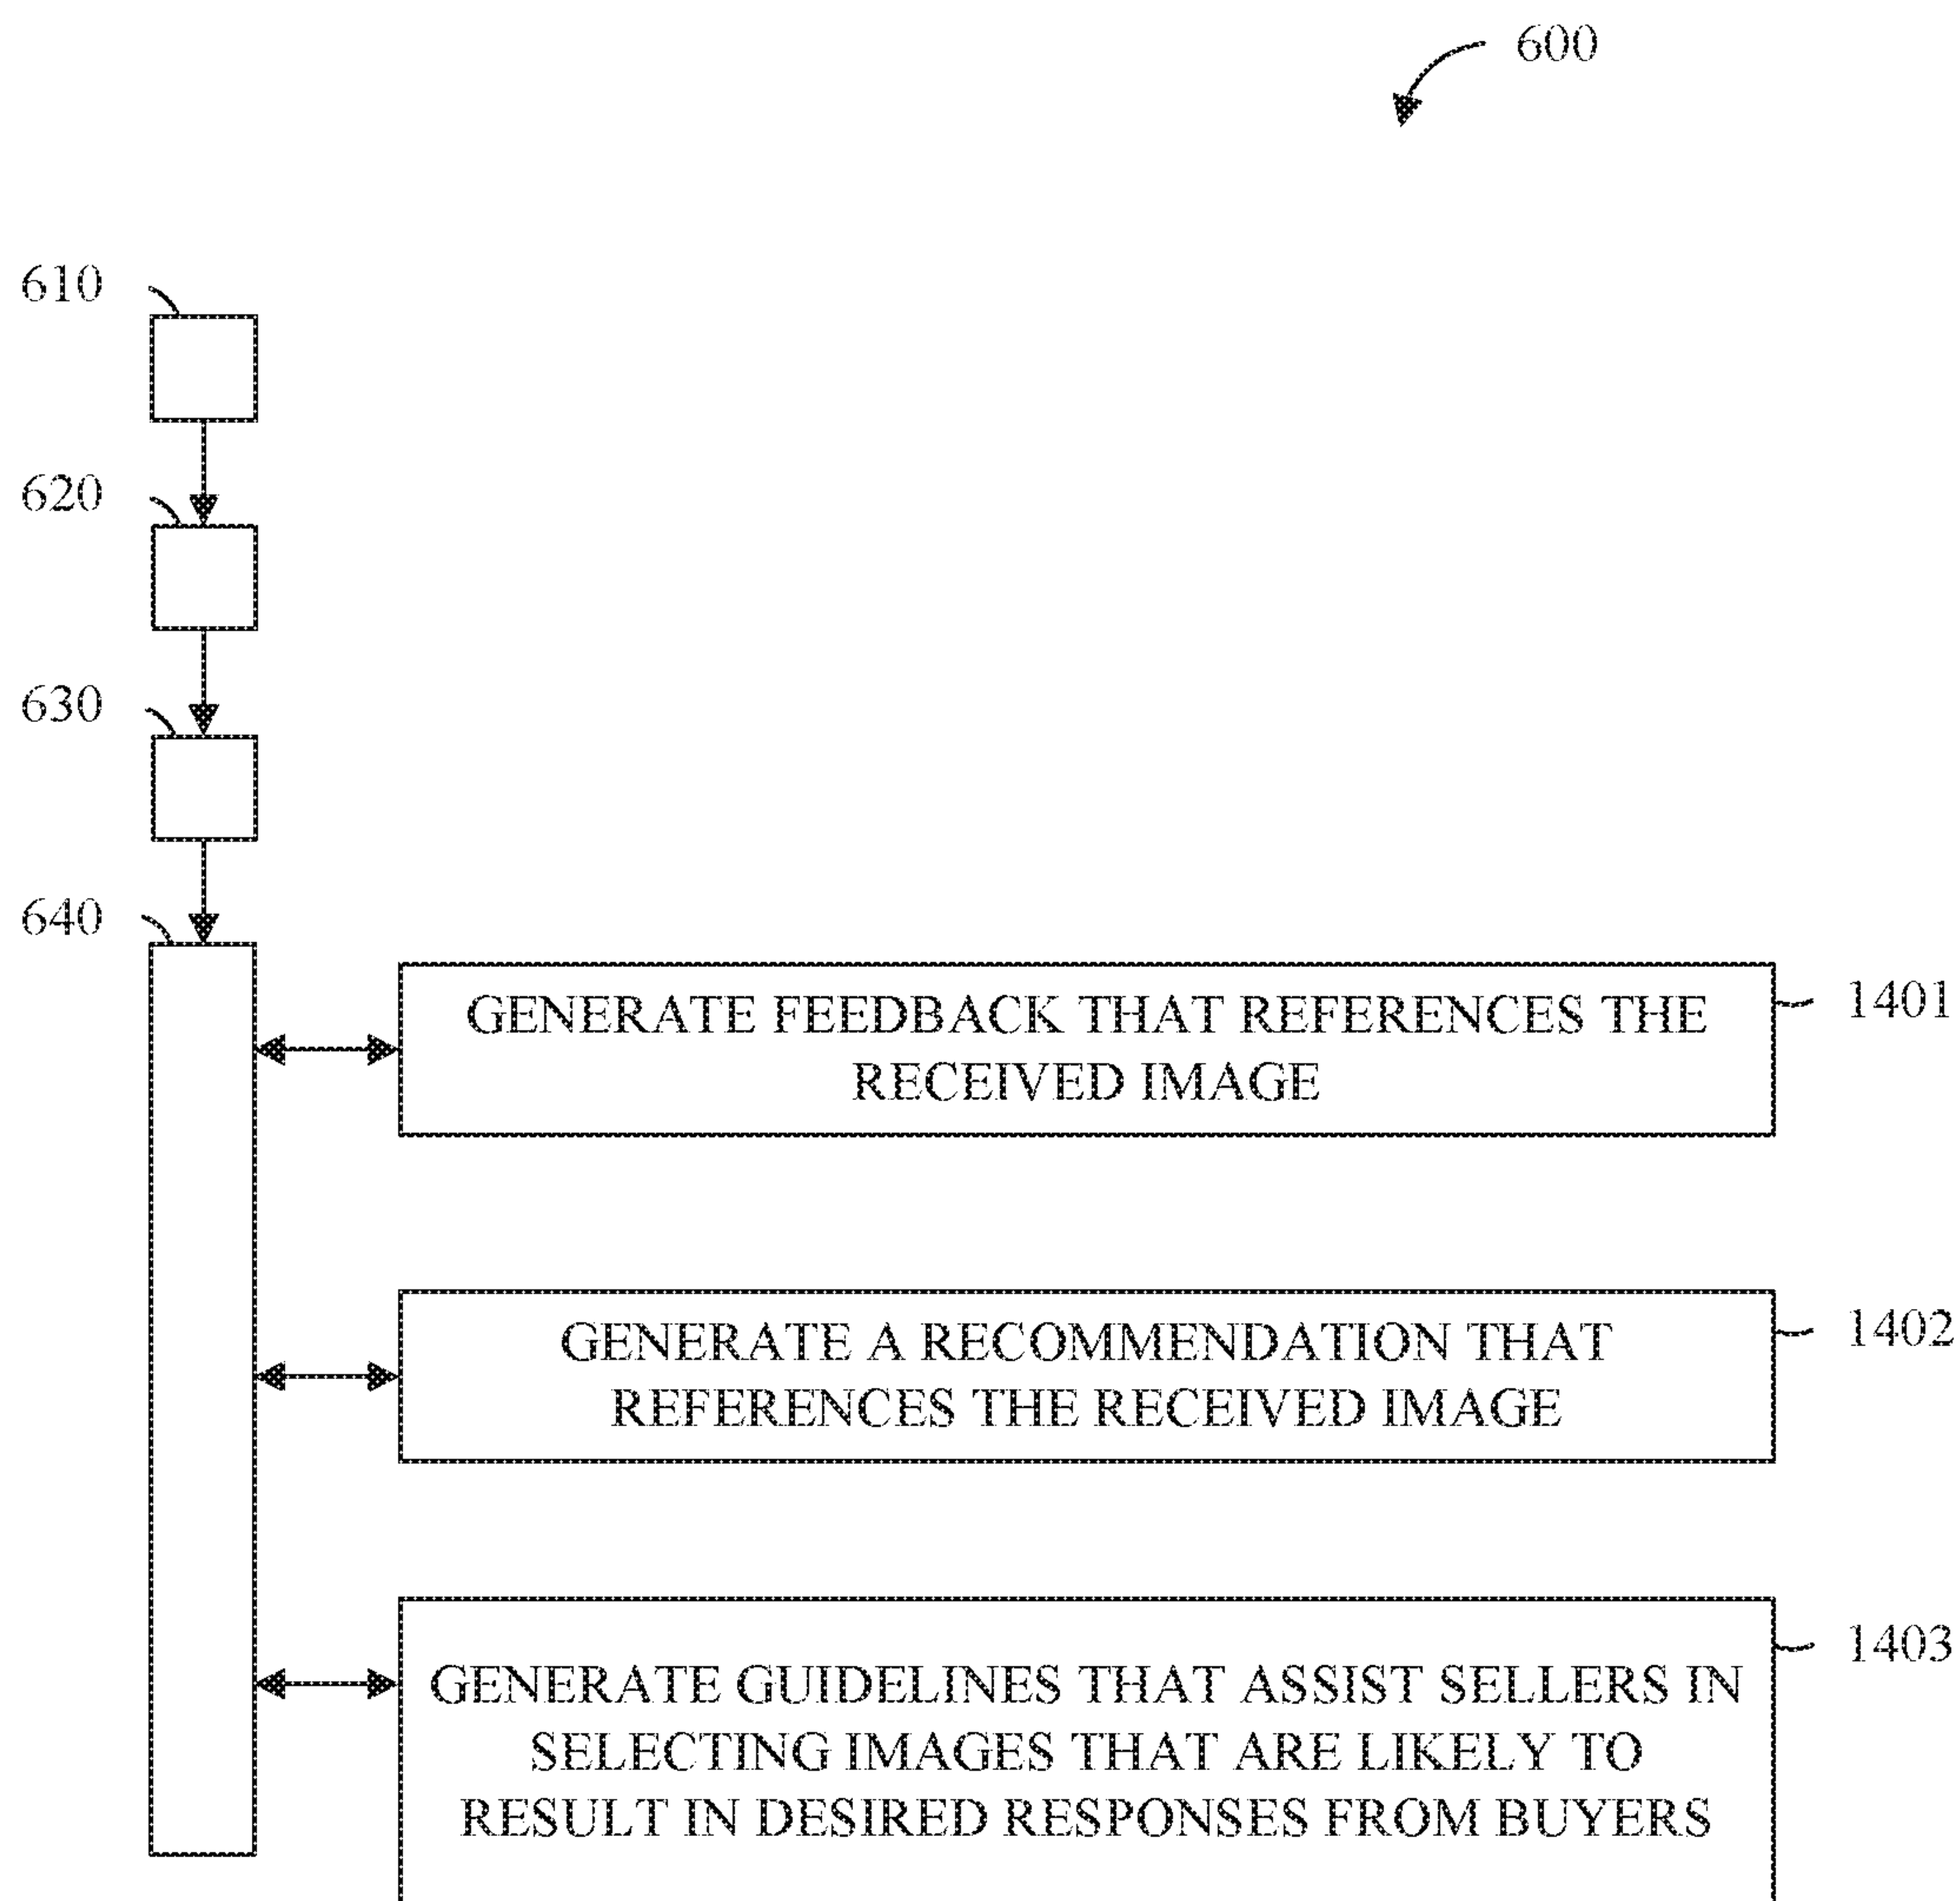 600
610
620
630
640
GENERATE FEEDBACK THAT REFERENCES THE
RECEIVED IMAGE
1401
GENERATE A RECOMMENDATION THAT
REFERENCES THE RECEIVED IMAGE
1402
GENERATE GUIDELINES THAT ASSIST SELLERS IN
SELECTING IMAGES THAT ARE LIKELY TO
RESULT IN DESIRED RESPONSES FROM BUYERS
1403